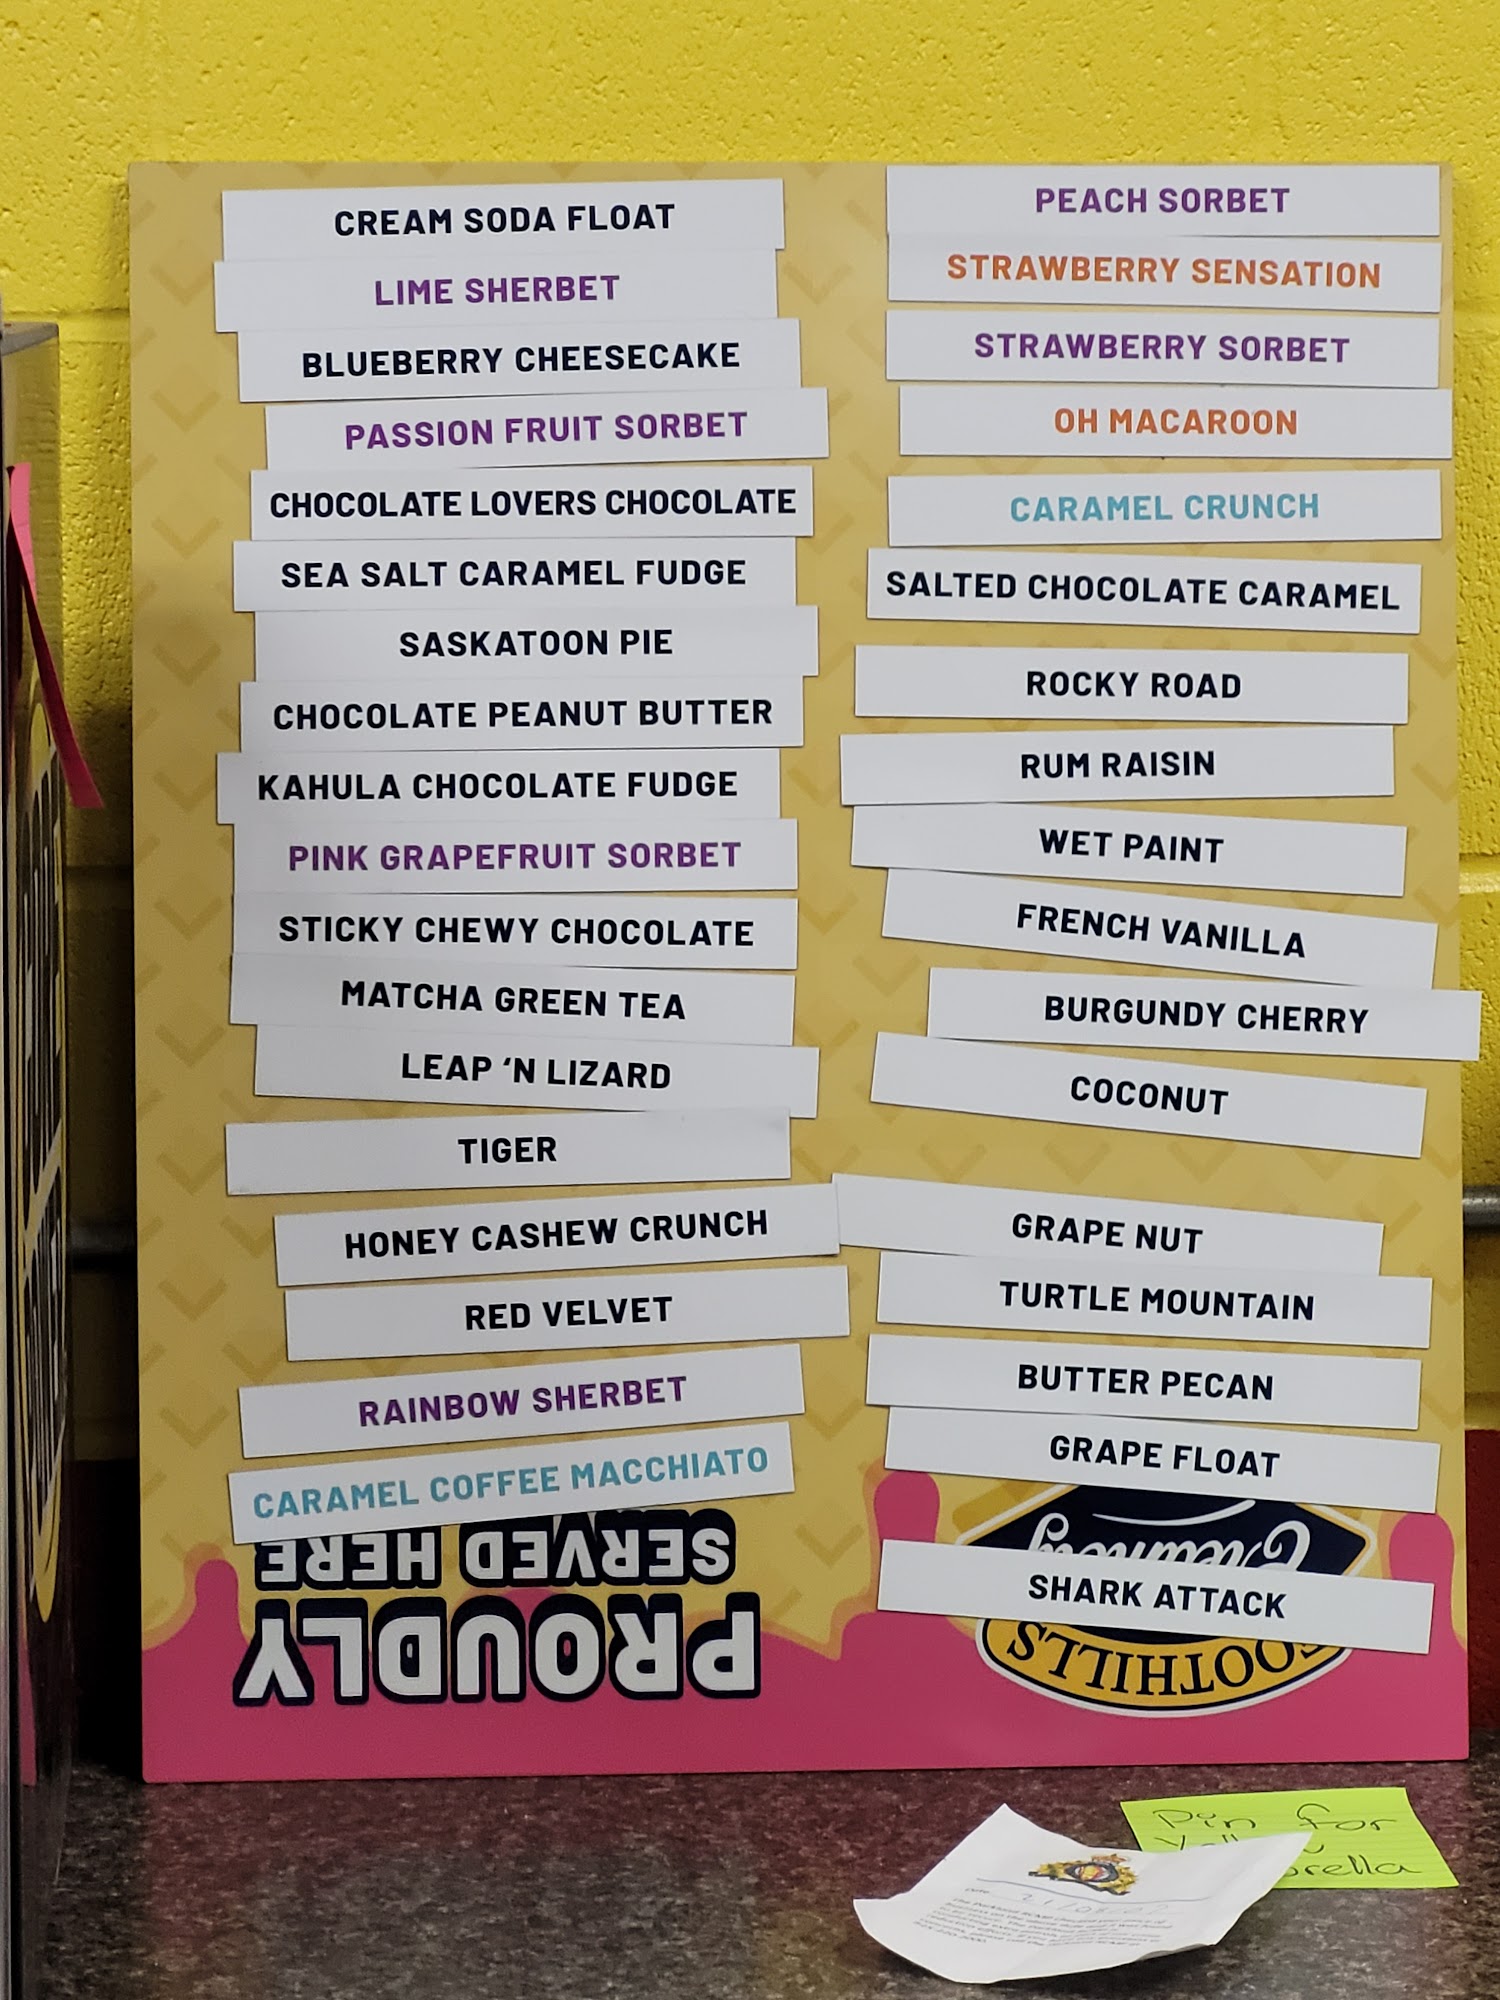 CREAM SODA FLOAT
LIME SHERBET
BLUEBERRY CHEESECAKE
PASSION FRUIT SORBET
CHOCOLATE LOVERS CHOCOLATE
SEA SALT CARAMEL FUDGE
SASKATOON PIE
CHOCOLATE PEANUT BUTTER
KAHULA CHOCOLATE FUDGE
PINK GRAPEFRUIT SORBET
STICKY CHEWY CHOCOLATE
MATCHA GREEN TEA
LEAP ‘N LIZARD
TIGER
HONEY CASHEW CRUNCH
RED VELVET
RAINBOW SHERBET
CARAMEL COFFEE MACCHIATO
PEACH SORBET
STRAWBERRY SENSATION
STRAWBERRY SORBET
OH MACAROON
CARAMEL CRUNCH
SALTED CHOCOLATE CARAMEL
ROCKY ROAD
RUM RAISIN
WET PAINT
FRENCH VANILLA
BURGUNDY CHERRY
COCONUT
GRAPE NUT
TURTLE MOUNTAIN
BUTTER PECAN
GRAPE FLOAT
SHARK ATTACK
PROUDLY
SERVED HERE
FOOTHILLS
Creamery
Pin for